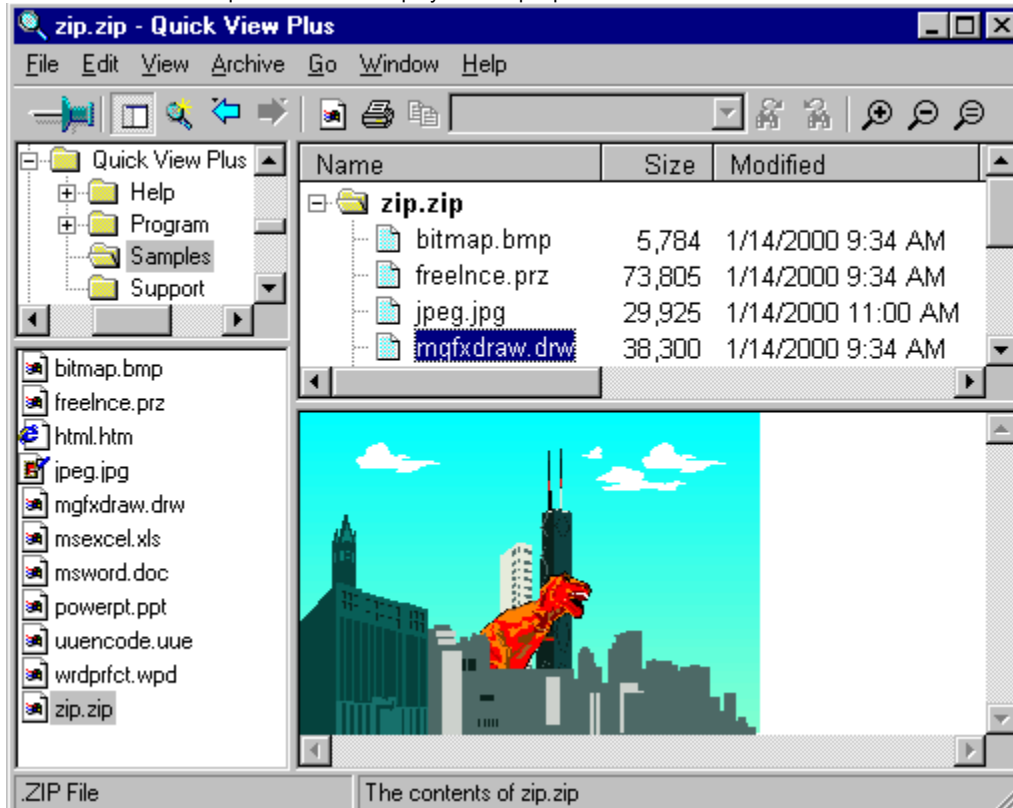 zip.zip - Quick View Plus
File Edit View Archive Go Window Help
Quick View Plus
Help
Program
Samples
Support
Name Size Modified
zip.zip
bitmap.bmp 5,784 1/14/2000 9:34 AM
freelnce.prz 73,805 1/14/2000 9:34 AM
jpeg.jpg 29,925 1/14/2000 11:00 AM
mgfxdraw.drw 38,300 1/14/2000 9:34 AM
bitmap.bmp
freelnce.prz
html.htm
jpeg.jpg
mgfxdraw.drw
msexcel.xls
msword.doc
powerpt.ppt
uuencode.uue
wrdprfct.wpd
zip.zip
.ZIP File The contents of zip.zip